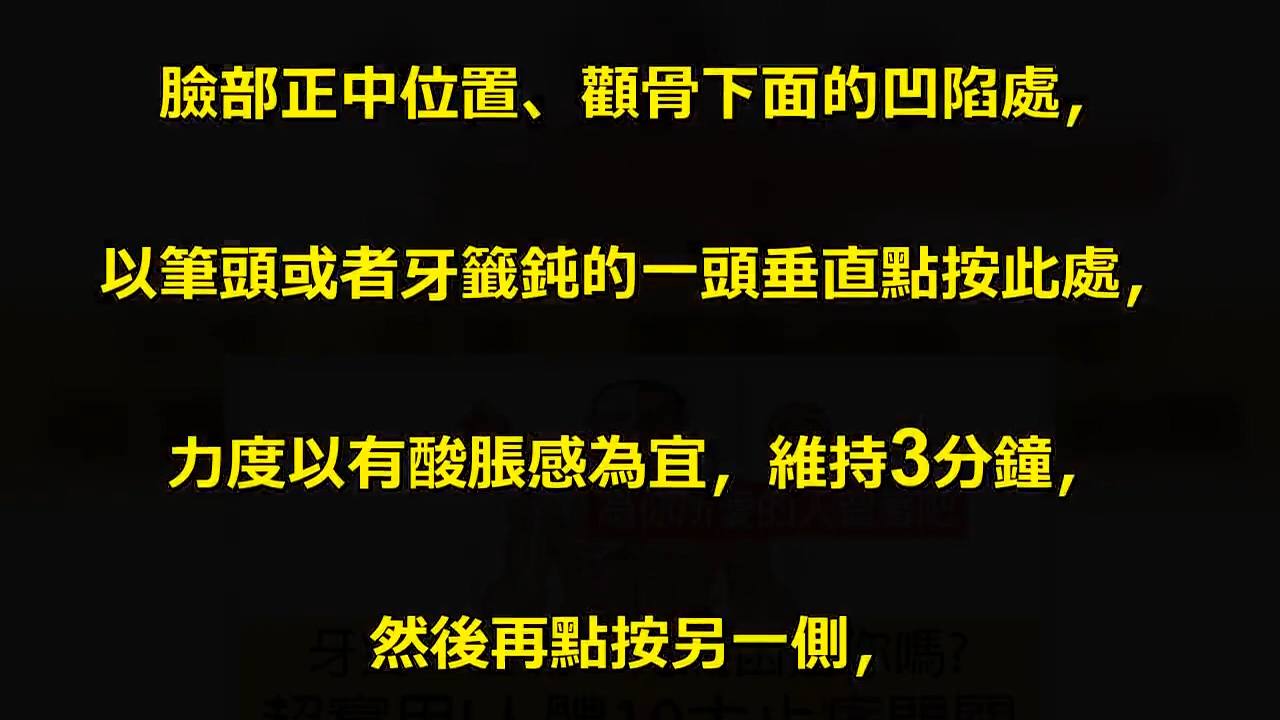 臉部正中位置、顴骨下面的凹陷處，
以筆頭或者牙籤鈍的一頭垂直點按此處，
力度以有酸脹感為宜，維持3分鐘，
然後再點按另一側，